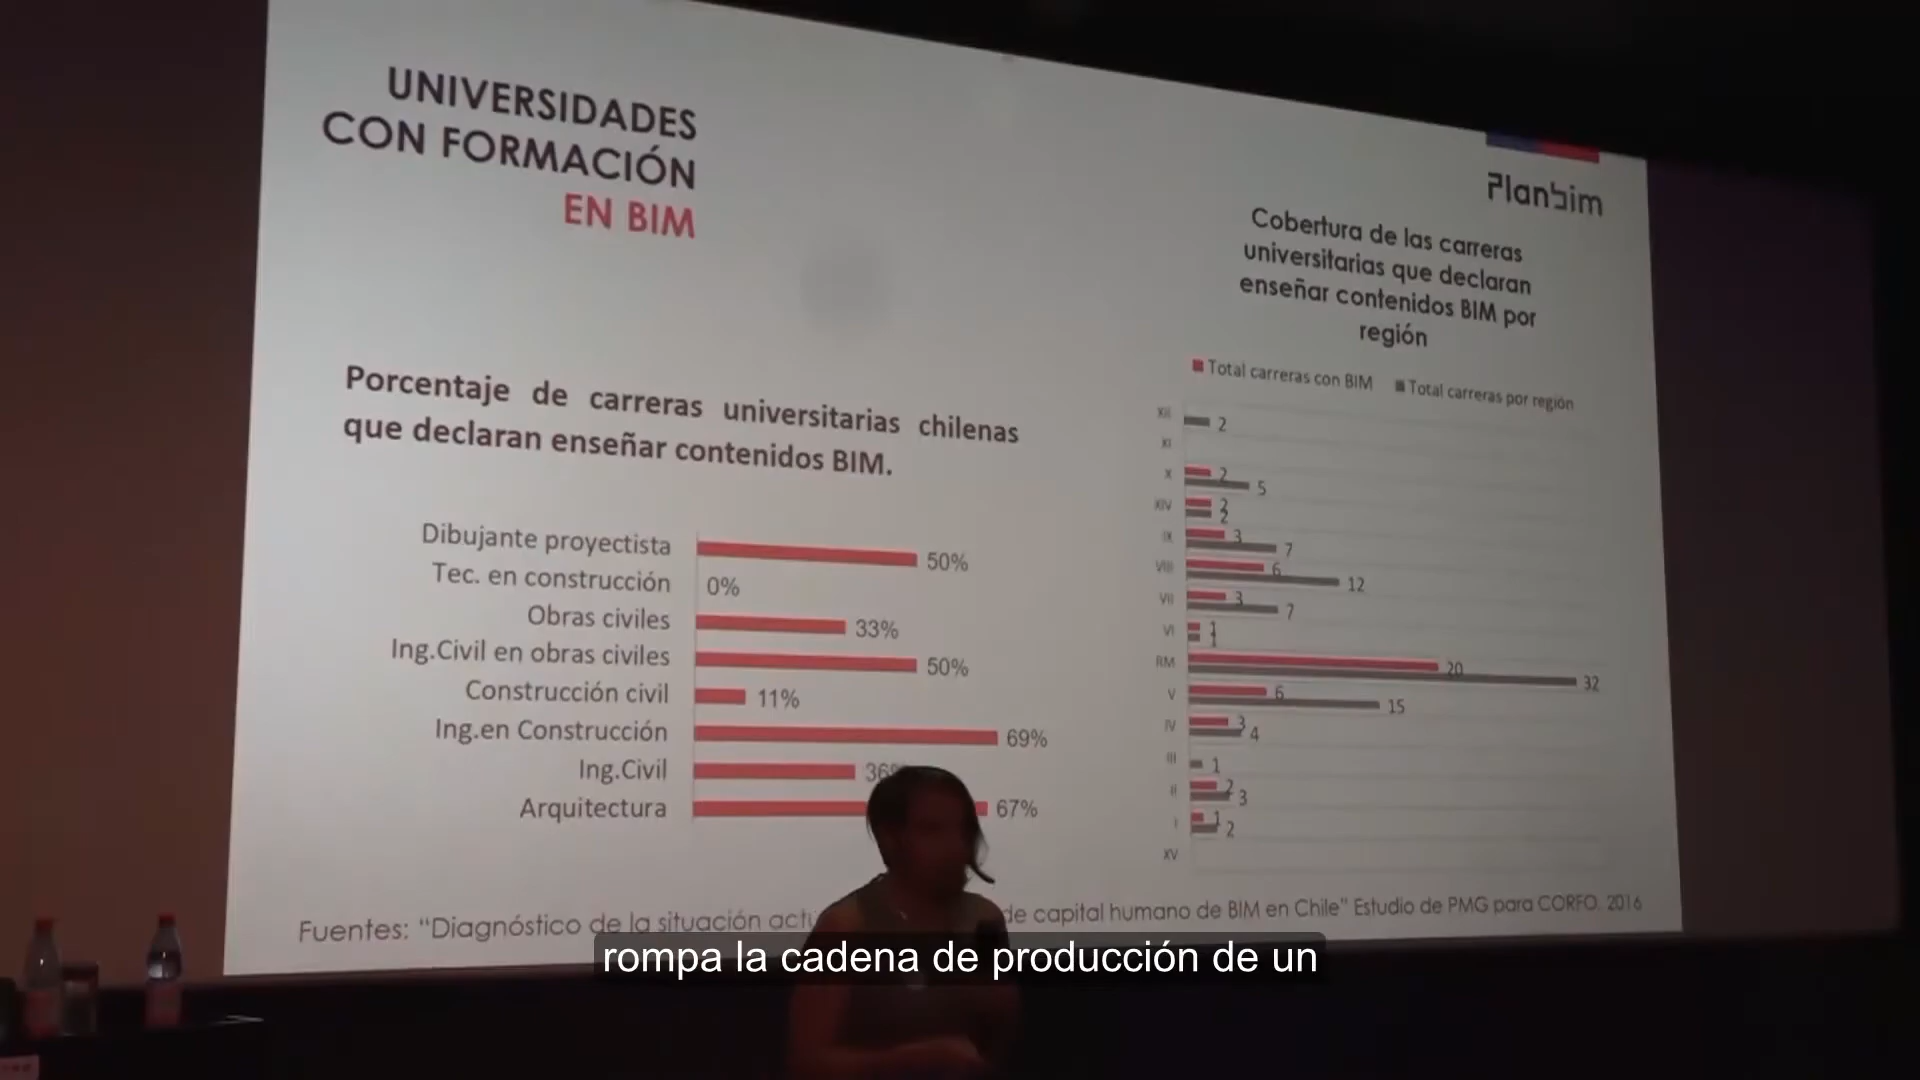 UNIVERSIDADES
CON FORMACIÓN
EN BIM
Planbim
Porcentaje de carreras universitarias chilenas
que declaran enseñar contenidos BIM.
Dibujante proyectista 50%
Tec. en construcción 0%
Obras civiles 33%
Ing.Civil en obras civiles 50%
Construcción civil 11%
Ing.en Construcción 69%
Ing.Civil 36%
Arquitectura 67%
Cobertura de las carreras
universitarias que declaran
enseñar contenidos BIM por
región
Total carreras con BIM Total carreras por región
XII 2
XI
X 2 5
XIV 2 2
IX 3 7
VIII 6 12
VII 3 7
VI 1 1
RM 20 32
V 6 15
IV 3 4
III 1
II 2 3
I 1 2
XV
Fuentes: “Diagnóstico de la situación de capital humano de BIM en Chile” Estudio de PMG para CORFO. 2016
rompa la cadena de producción de un